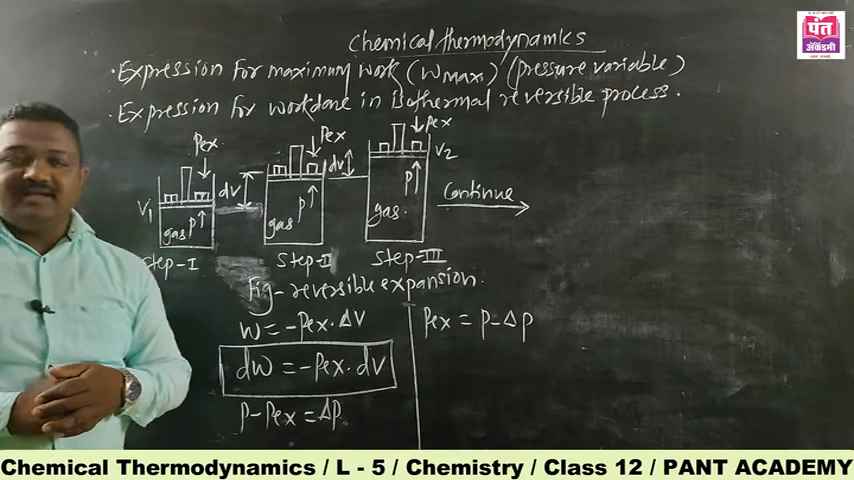 Chemical thermodynamics
· Expression for maximum work (Wmax) (pressure variable)
· Expression for workdone in isothermal reversible process.
पंत
अ‍ॅकॅडमी
Pex
Pex
Pex
V1
dv
dv
V2
gas P
gas P
gas. P
Continue
Step-I
Step-II
Step-III
Fig- reversible expansion.
W = -Pex. ΔV
dw = -Pex. dv
P-Pex = ΔP
Pex = P-ΔP
Chemical Thermodynamics / L - 5 / Chemistry / Class 12 / PANT ACADEMY